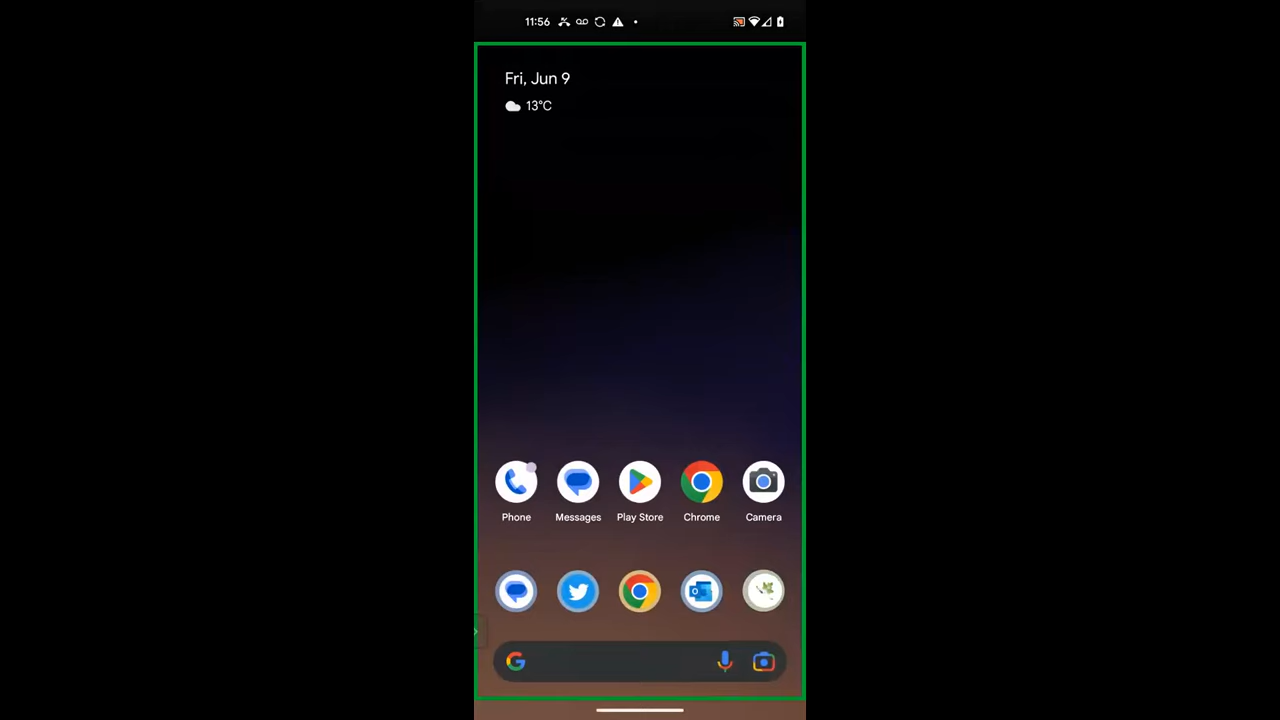 11:56
Fri, Jun 9
13°C
Phone
Messages
Play Store
Chrome
Camera